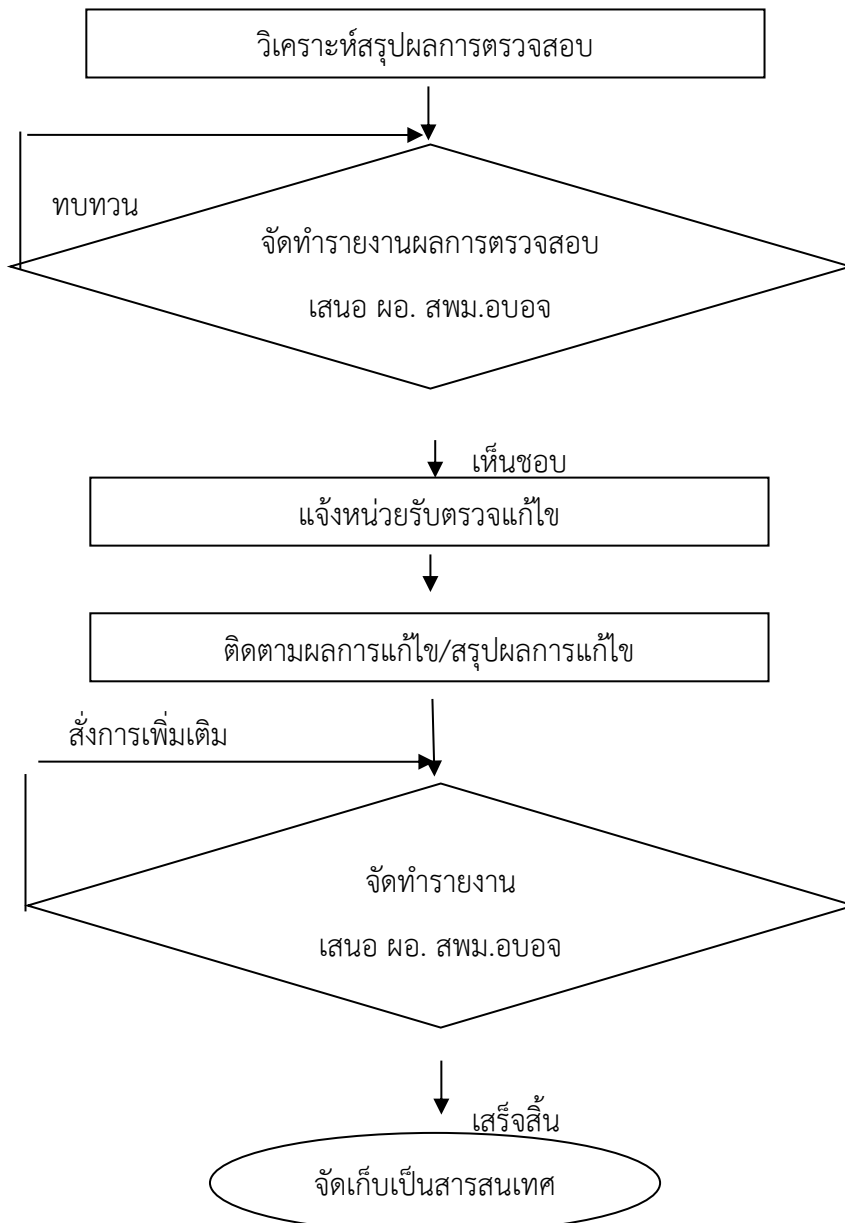 วิเคราะห์สรุปผลการตรวจสอบ
ทบทวน
จัดทำรายงานผลการตรวจสอบ
เสนอ ผอ. สพม.อบอจ
เห็นชอบ
แจ้งหน่วยรับตรวจแก้ไข
ติดตามผลการแก้ไข/สรุปผลการแก้ไข
สั่งการเพิ่มเติม
จัดทำรายงาน
เสนอ ผอ. สพม.อบอจ
เสร็จสิ้น
จัดเก็บเป็นสารสนเทศ